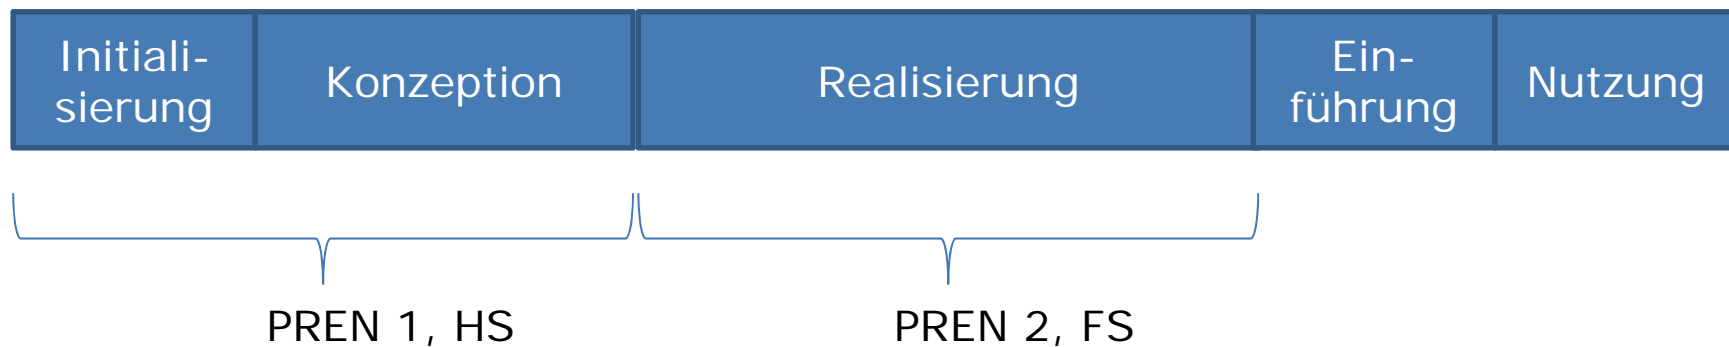 Initiali-
sierung
Konzeption
Realisierung
Ein-
führung
Nutzung
PREN 1, HS
PREN 2, FS